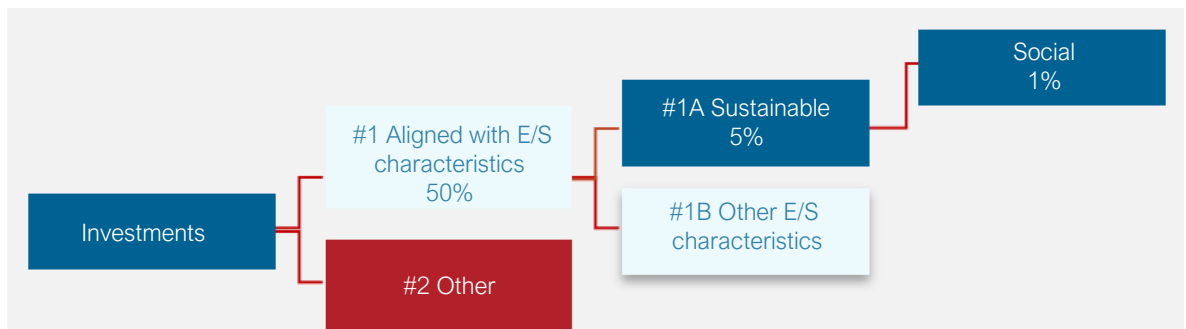 Investments
#1 Aligned with E/S
characteristics
50%
#2 Other
#1A Sustainable
5%
#1B Other E/S
characteristics
Social
1%